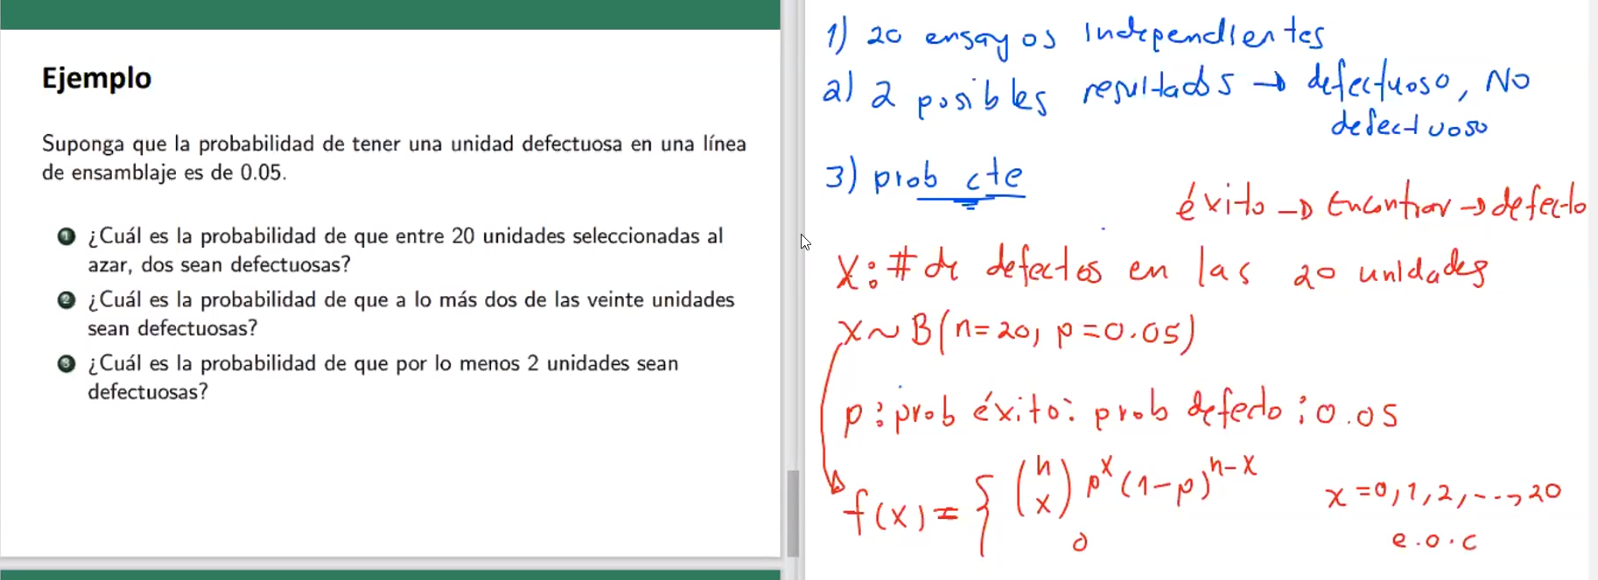 Ejemplo
Suponga que la probabilidad de tener una unidad defectuosa en una línea
de ensamblaje es de 0.05.
1 ¿Cuál es la probabilidad de que entre 20 unidades seleccionadas al
azar, dos sean defectuosas?
2 ¿Cuál es la probabilidad de que a lo más dos de las veinte unidades
sean defectuosas?
3 ¿Cuál es la probabilidad de que por lo menos 2 unidades sean
defectuosas?
1) 20 ensayos independientes
2) 2 posibles resultados → defectuoso, No
defectuoso
3) prob cte
éxito → Encontrar → defecto
X: # de defectos en las 20 unidades
X ~ B(n=20, p=0.05)
p: prob éxito: prob defecto: 0.05
f(x) = { (n x) p^x (1-p)^{n-x} x=0,1,2,...,20
0 e.o.c